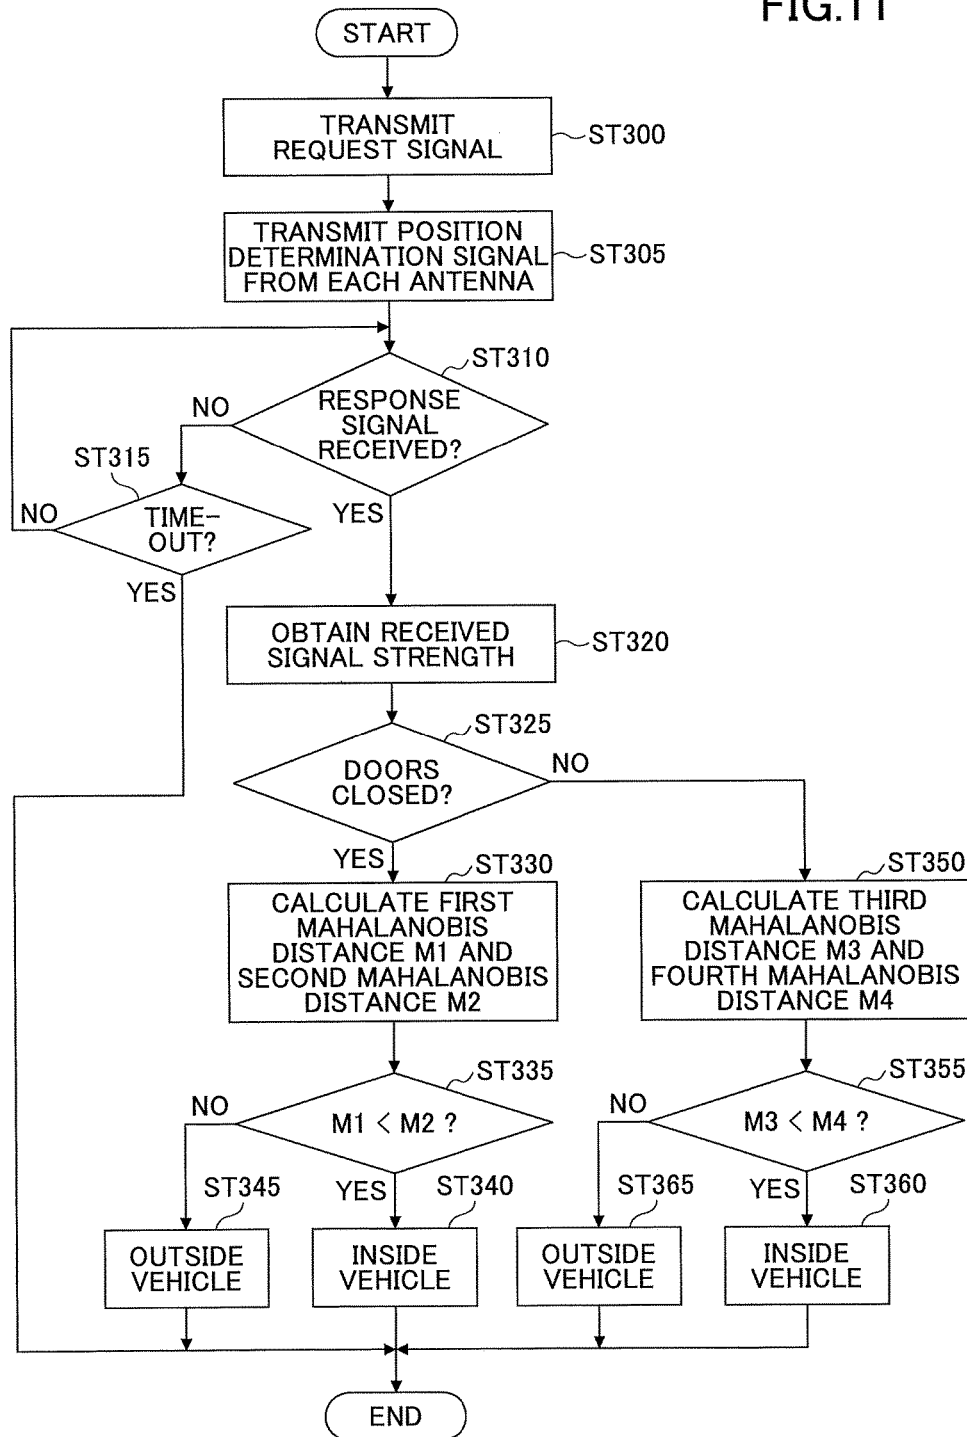 FIG.11
START
TRANSMIT
REQUEST SIGNAL
ST300
TRANSMIT POSITION
DETERMINATION SIGNAL
FROM EACH ANTENNA
ST305
ST310
RESPONSE
SIGNAL
RECEIVED?
NO
YES
ST315
TIME-
OUT?
NO
YES
OBTAIN RECEIVED
SIGNAL STRENGTH
ST320
ST325
DOORS
CLOSED?
NO
YES
ST330
CALCULATE FIRST
MAHALANOBIS
DISTANCE M1 AND
SECOND MAHALANOBIS
DISTANCE M2
ST350
CALCULATE THIRD
MAHALANOBIS
DISTANCE M3 AND
FOURTH MAHALANOBIS
DISTANCE M4
ST335
M1 < M2 ?
NO
YES
ST355
M3 < M4 ?
NO
YES
ST345
OUTSIDE
VEHICLE
ST340
INSIDE
VEHICLE
ST365
OUTSIDE
VEHICLE
ST360
INSIDE
VEHICLE
END